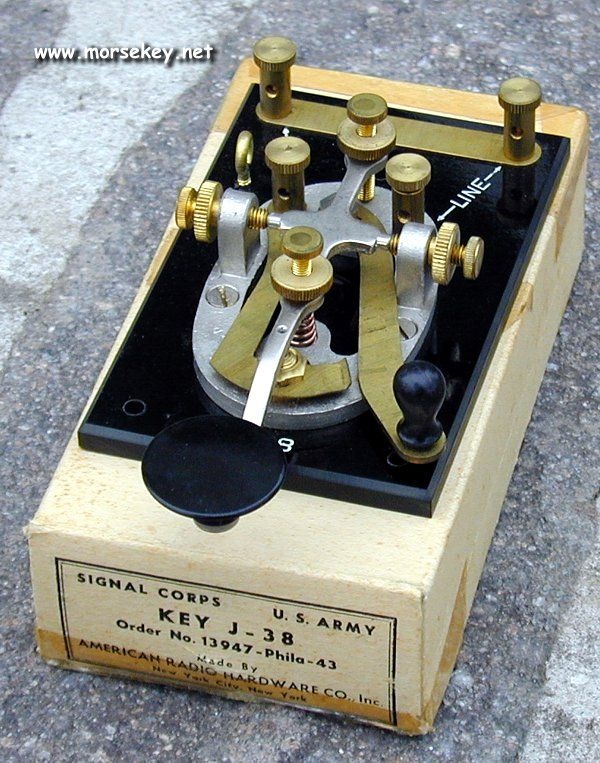 www.morsekey.net
LINE
8
SIGNAL CORPS U. S. ARMY
KEY J-38
Order No. 13947-Phila-43
Made By
AMERICAN RADIO HARDWARE CO., Inc.
New York City, New York